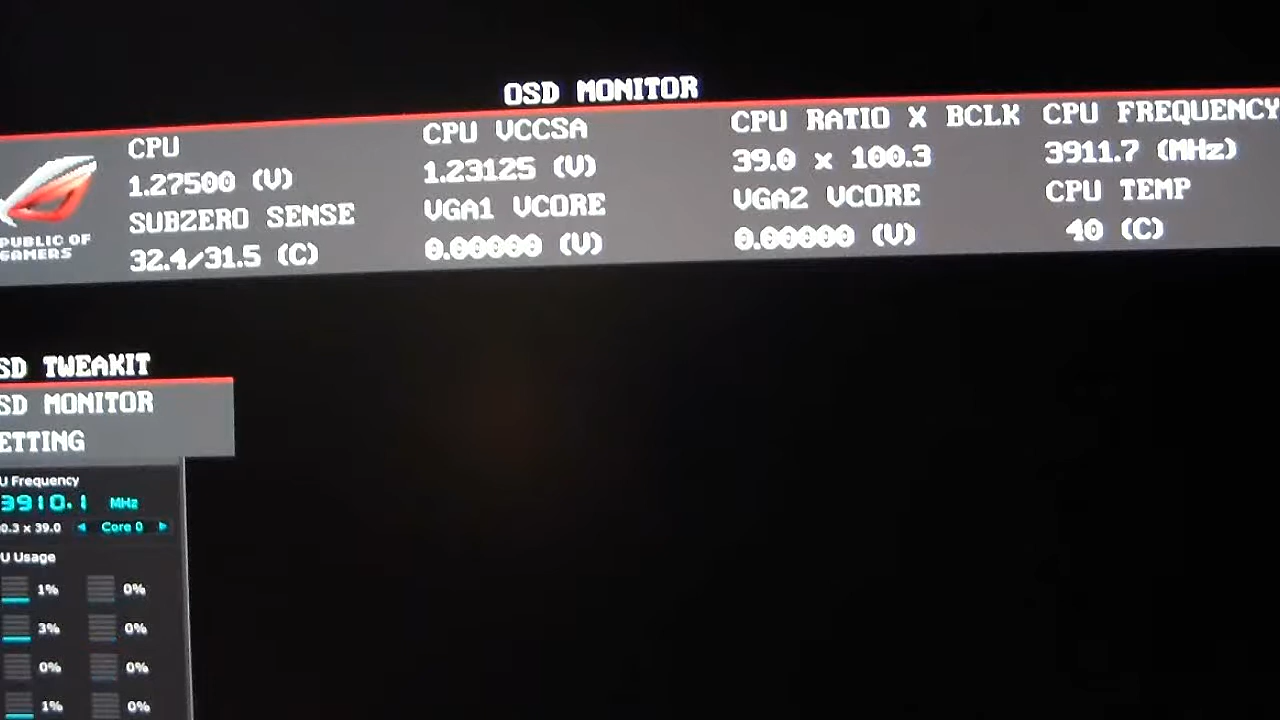 OSD MONITOR
CPU
1.27500 (V)
SUBZERO SENSE
32.4/31.5 (C)
CPU VCCSA
1.23125 (V)
VGA1 VCORE
0.00000 (V)
CPU RATIO X BCLK
39.0 x 100.3
VGA2 VCORE
0.00000 (V)
CPU FREQUENCY
3911.7 (MHz)
CPU TEMP
40 (C)
PUBLIC OF
GAMERS
SD TWEAKIT
SD MONITOR
ETTING
U Frequency
3910.1 MHz
0.3 x 39.0 Core 0
U Usage
1% 0%
3% 0%
0% 0%
1% 0%